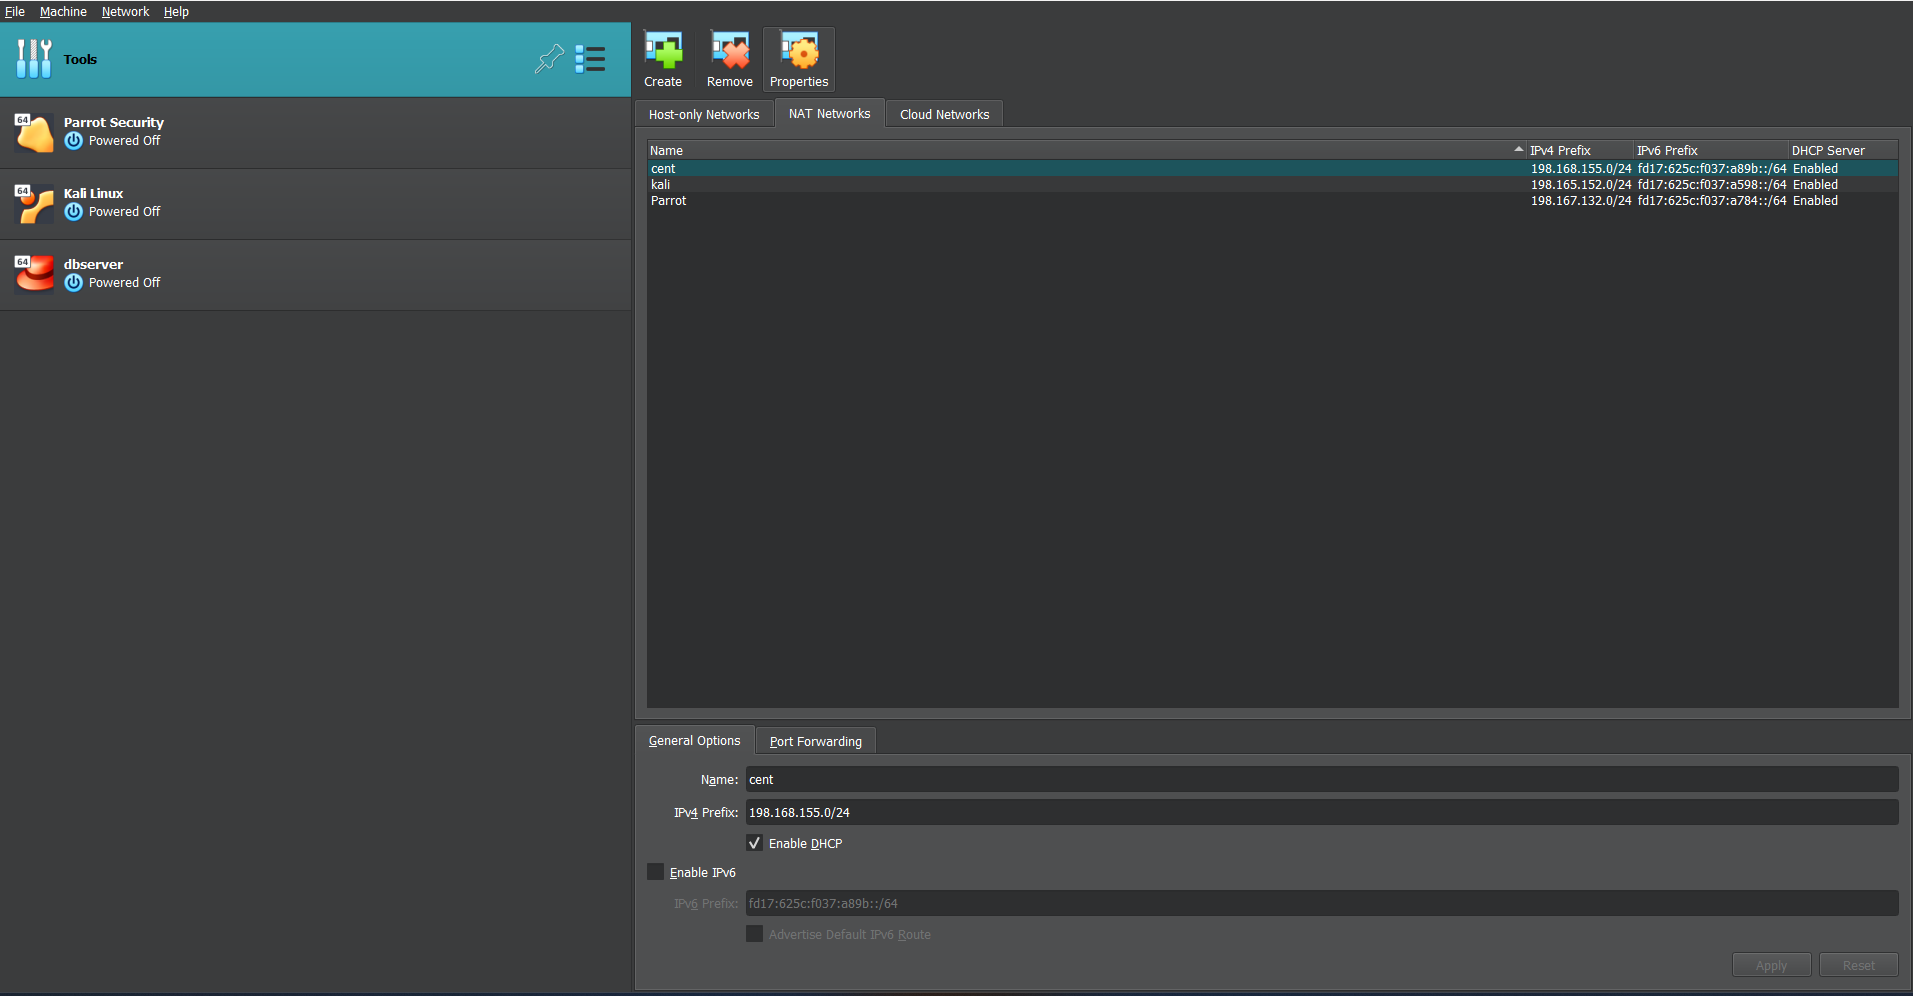 File Machine Network Help
Tools
64
Parrot Security
Powered Off
64
Kali Linux
Powered Off
64
dbserver
Powered Off
Create Remove Properties
Host-only Networks NAT Networks Cloud Networks
Name IPv4 Prefix IPv6 Prefix DHCP Server
cent 198.168.155.0/24 fd17:625c:f037:a89b::/64 Enabled
kali 198.165.152.0/24 fd17:625c:f037:a598::/64 Enabled
Parrot 198.167.132.0/24 fd17:625c:f037:a784::/64 Enabled
General Options Port Forwarding
Name: cent
IPv4 Prefix: 198.168.155.0/24
Enable DHCP
Enable IPv6
IPv6 Prefix: fd17:625c:f037:a89b::/64
Advertise Default IPv6 Route
Apply Reset